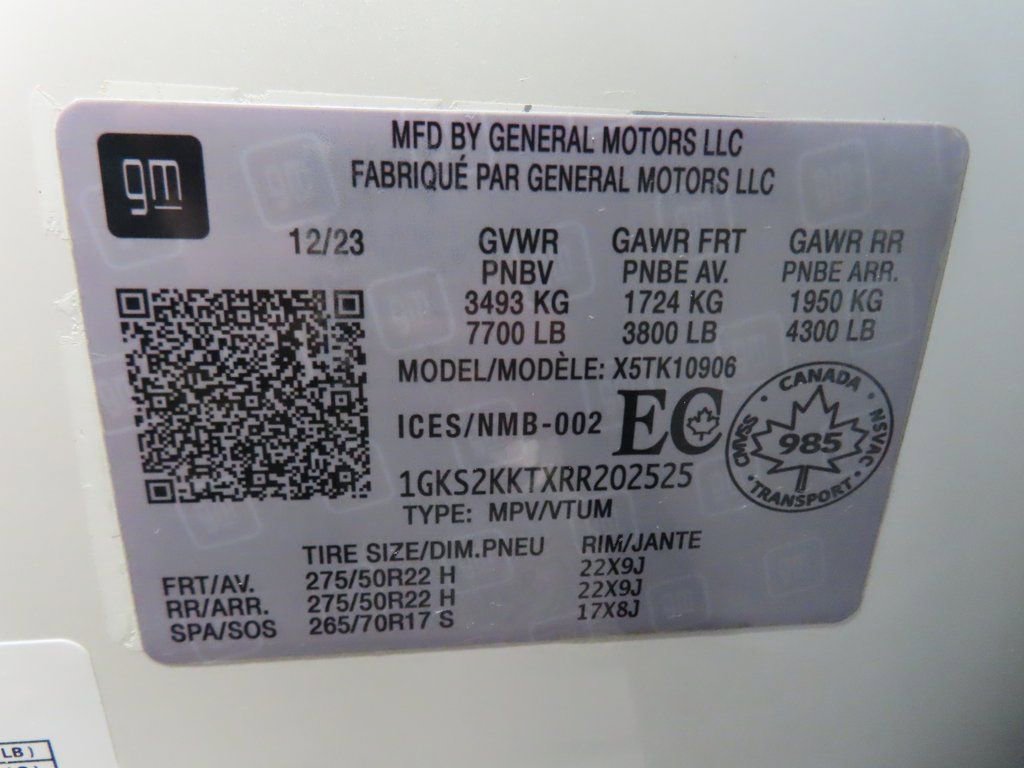 gm
MFD BY GENERAL MOTORS LLC
FABRIQUÉ PAR GENERAL MOTORS LLC
12/23 GVWR GAWR FRT GAWR RR
PNBV PNBE AV. PNBE ARR.
3493 KG 1724 KG 1950 KG
7700 LB 3800 LB 4300 LB
MODEL/MODÈLE: X5TK10906
ICES/NMB-002 EC
CANADA
CMVSS 985 NSVAC
TRANSPORT
1GKS2KKTXRR202525
TYPE: MPV/VTUM
TIRE SIZE/DIM.PNEU RIM/JANTE
FRT/AV. 275/50R22 H 22X9J
RR/ARR. 275/50R22 H 22X9J
SPA/SOS 265/70R17 S 17X8J
LB)